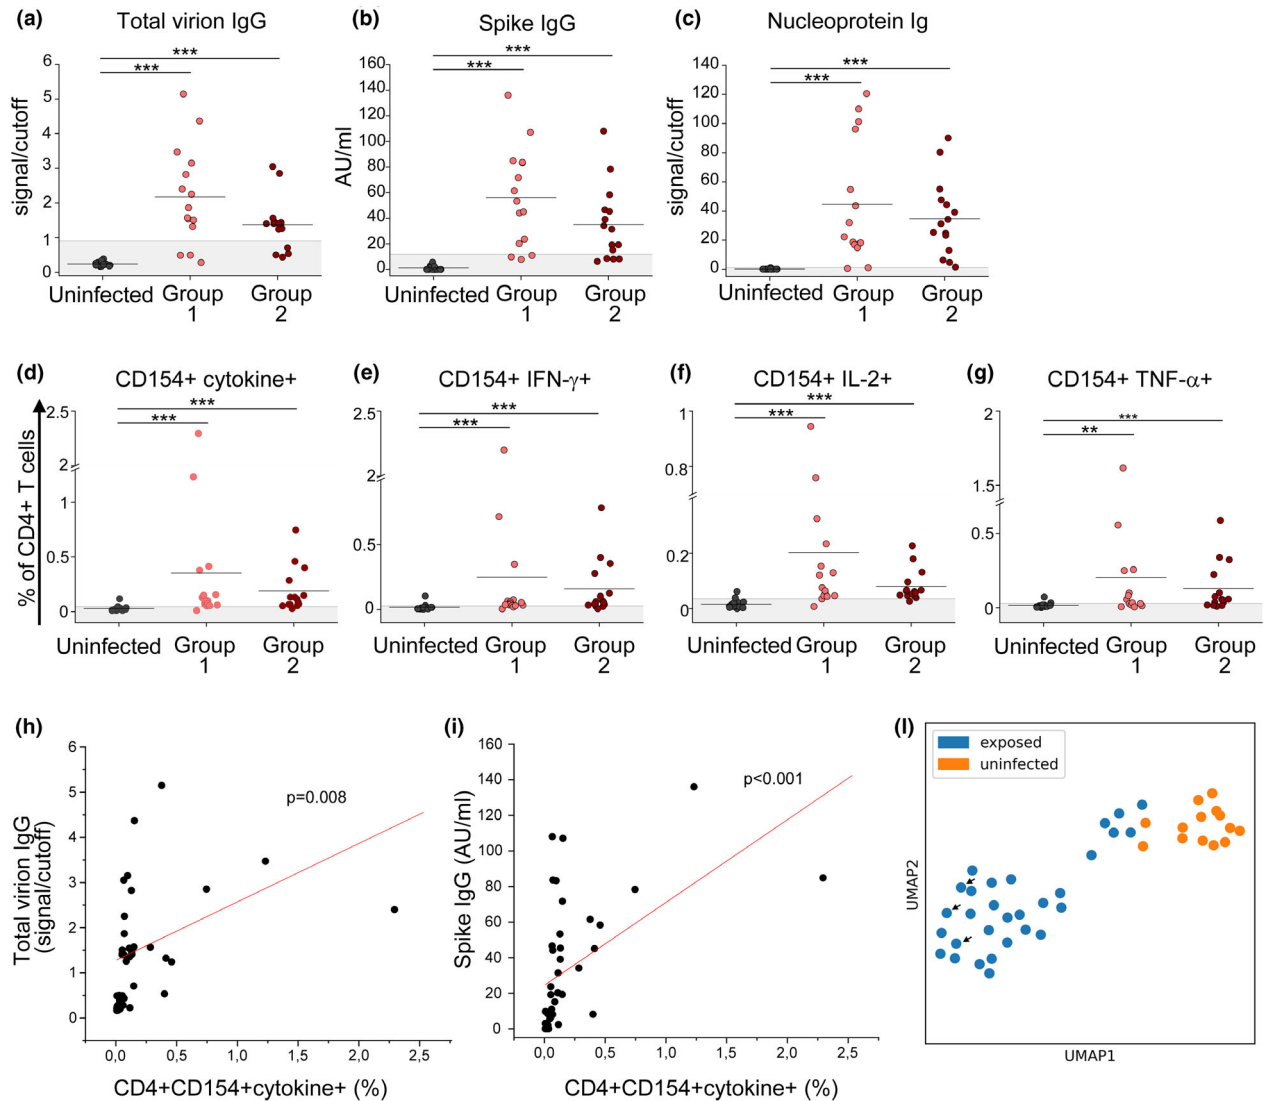 (a)
Total virion IgG
signal/cutoff
6
5
4
3
2
1
0
***
***
Uninfected
Group
1
Group
2
(b)
Spike IgG
AU/ml
160
140
120
100
80
60
40
20
0
***
***
Uninfected
Group
1
Group
2
(c)
Nucleoprotein Ig
signal/cutoff
140
120
100
80
60
40
20
0
***
***
Uninfected
Group
1
Group
2
% of CD4+ T cells
(d)
CD154+ cytokine+
2.5
2
1
0.5
0
***
***
Uninfected
Group
1
Group
2
(e)
CD154+ IFN-γ+
2.5
2
0.5
0
***
***
Uninfected
Group
1
Group
2
(f)
CD154+ IL-2+
1
0.8
0.2
0
***
***
Uninfected
Group
1
Group
2
(g)
CD154+ TNF-α+
2
1.5
0.5
0
***
**
Uninfected
Group
1
Group
2
(h)
Total virion IgG
(signal/cutoff)
6
5
4
3
2
1
0
p=0.008
0,0
0,5
1,0
1,5
2,0
2,5
CD4+CD154+cytokine+ (%)
(i)
Spike IgG (AU/ml)
160
140
120
100
80
60
40
20
0
p<0.001
0,0
0,5
1,0
1,5
2,0
2,5
CD4+CD154+cytokine+ (%)
(l)
exposed
uninfected
UMAP2
UMAP1